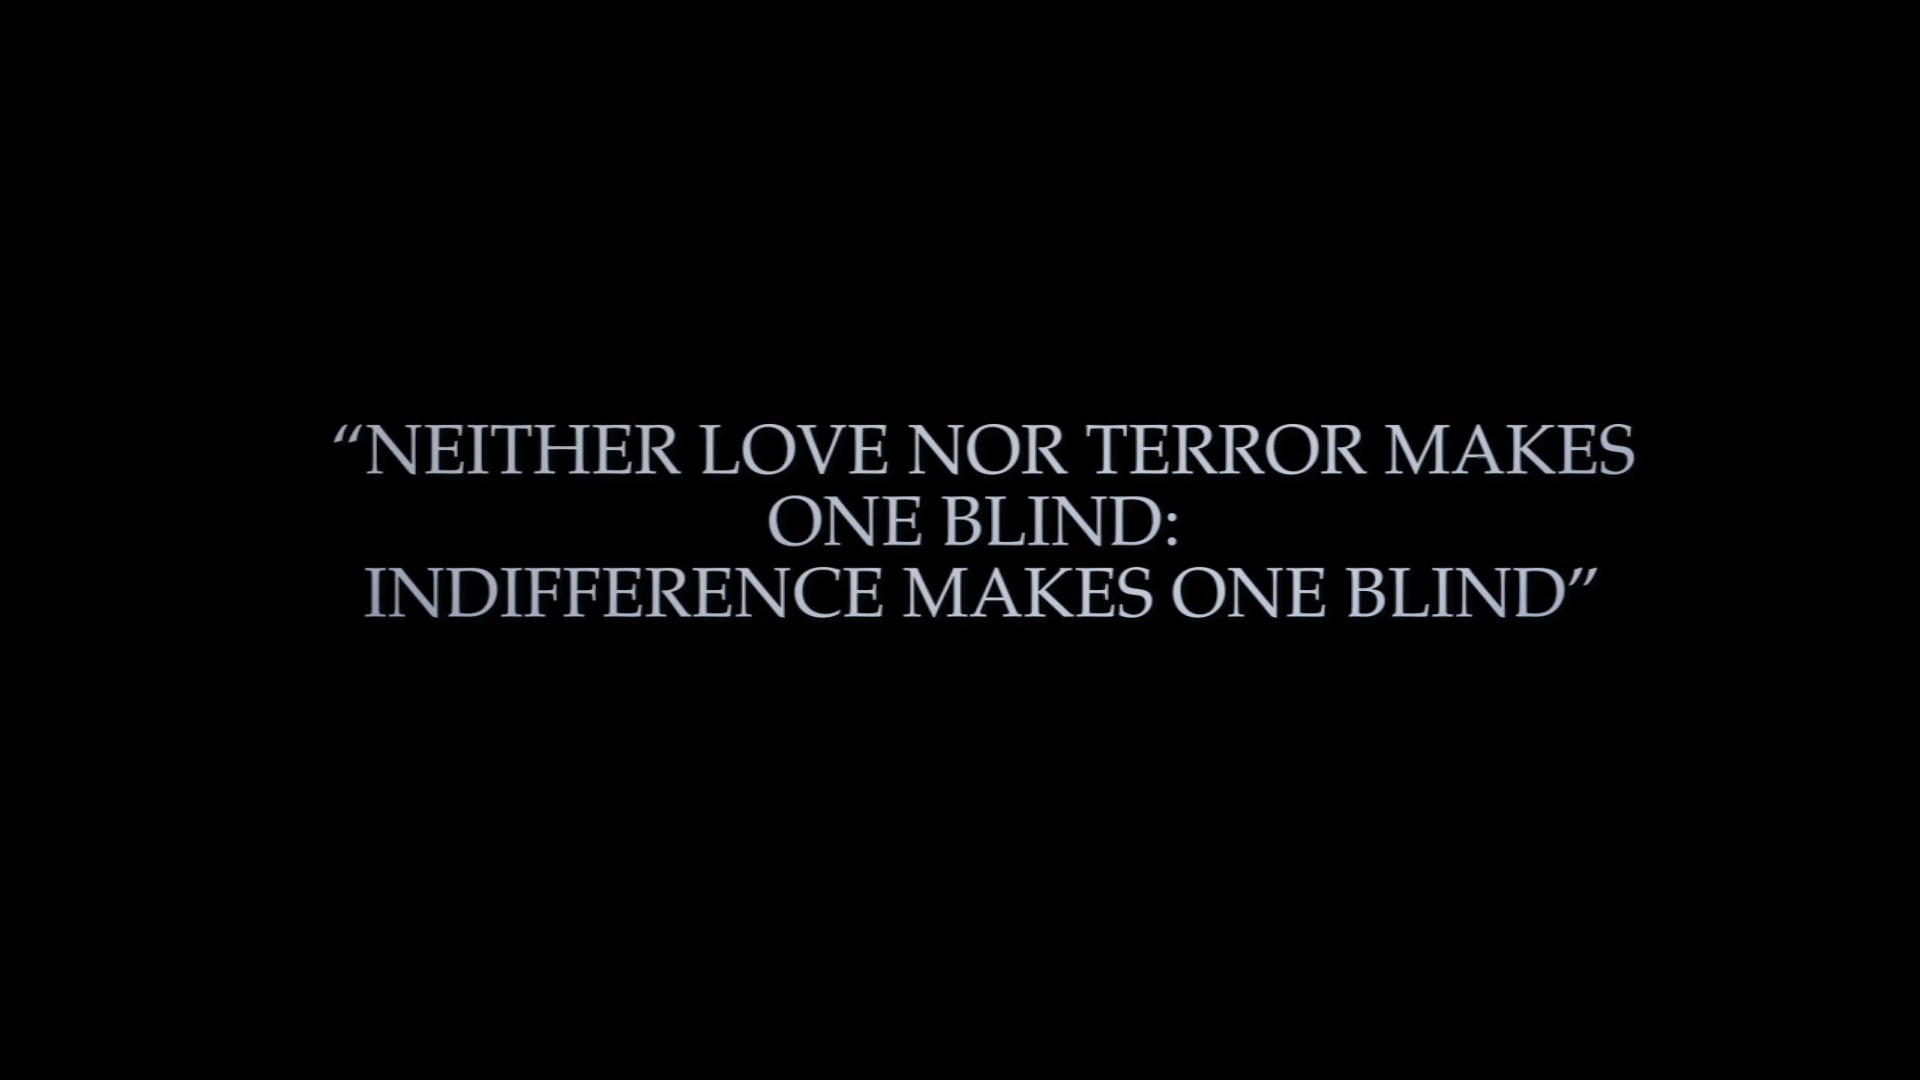 “NEITHER LOVE NOR TERROR MAKES
ONE BLIND:
INDIFFERENCE MAKES ONE BLIND”